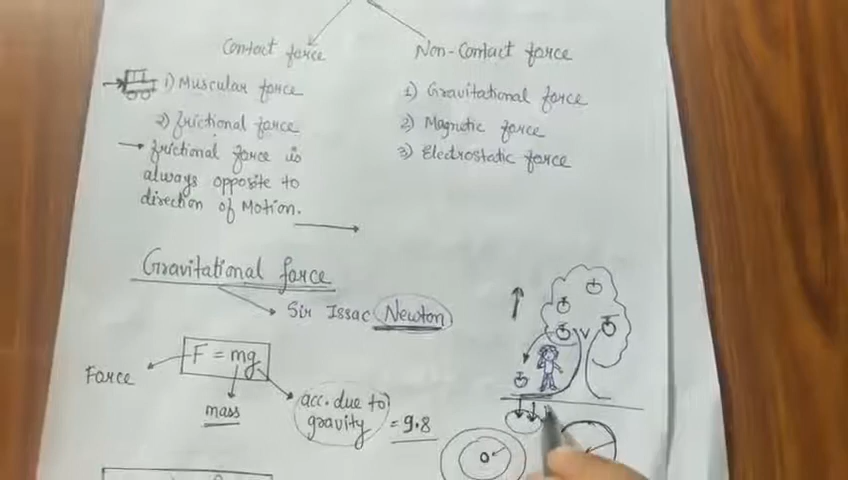 Contact force
Non-Contact force
1) Muscular force
2) frictional force
frictional force is
always opposite to
direction of Motion.
1) Gravitational force
2) Magnetic force
3) Electrostatic force
Gravitational force
Sir Issac Newton
F = mg
Force
mass
acc. due to
gravity = 9.8